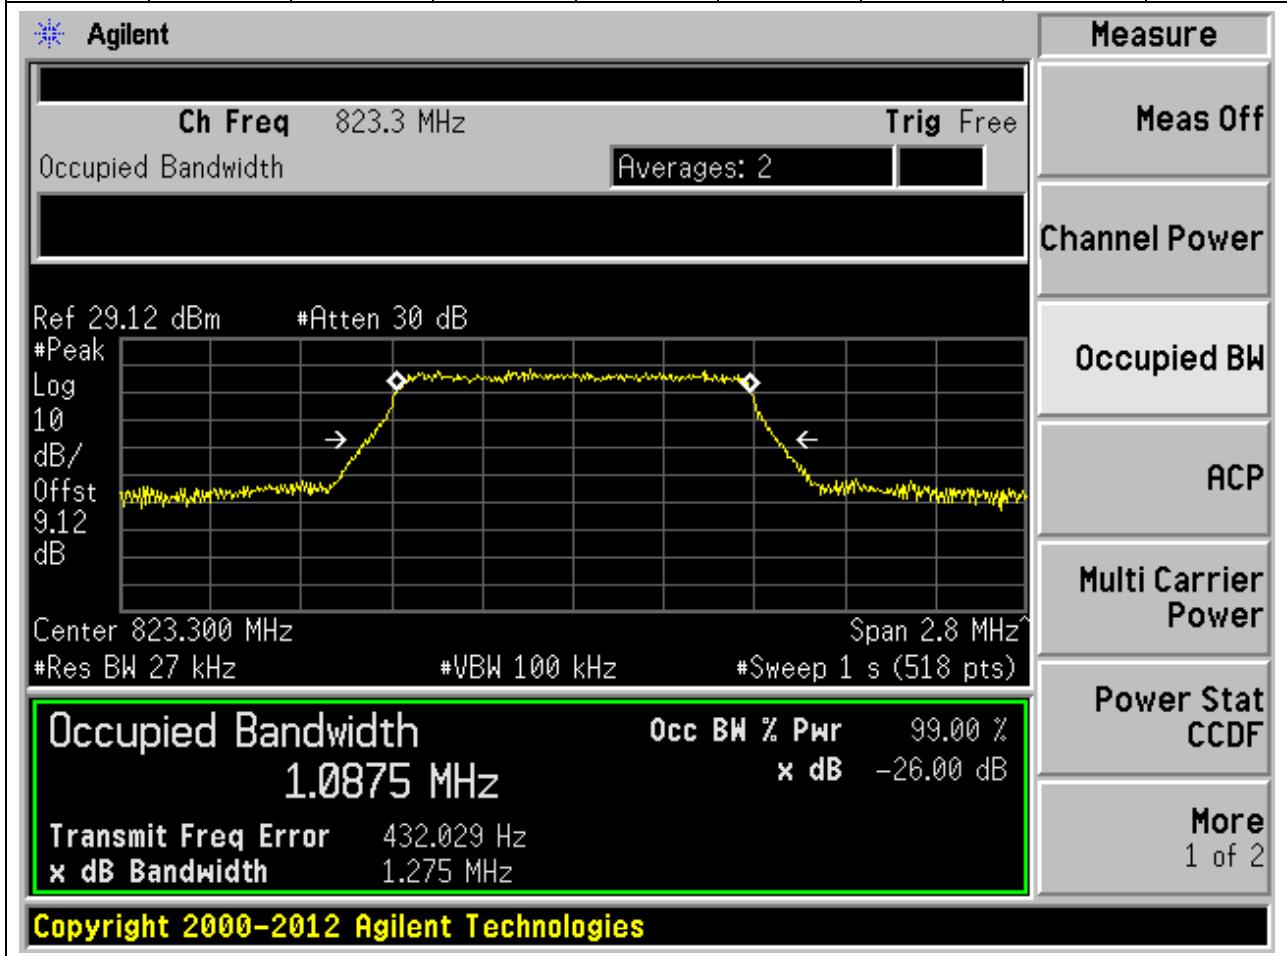 Agilent
Measure
Ch Freq 823.3 MHz Trig Free
Meas Off
Occupied Bandwidth Averages: 2
Channel Power
Ref 29.12 dBm #Atten 30 dB
#Peak
Log
10
dB/
Offst
9.12
dB
Occupied BW
ACP
Center 823.300 MHz Span 2.8 MHz^
#Res BW 27 kHz #VBW 100 kHz #Sweep 1 s (518 pts)
Multi Carrier
Power
Occupied Bandwidth Occ BW % Pwr 99.00 %
1.0875 MHz x dB -26.00 dB
Transmit Freq Error 432.029 Hz
x dB Bandwidth 1.275 MHz
Power Stat
CCDF
More
1 of 2
Copyright 2000-2012 Agilent Technologies